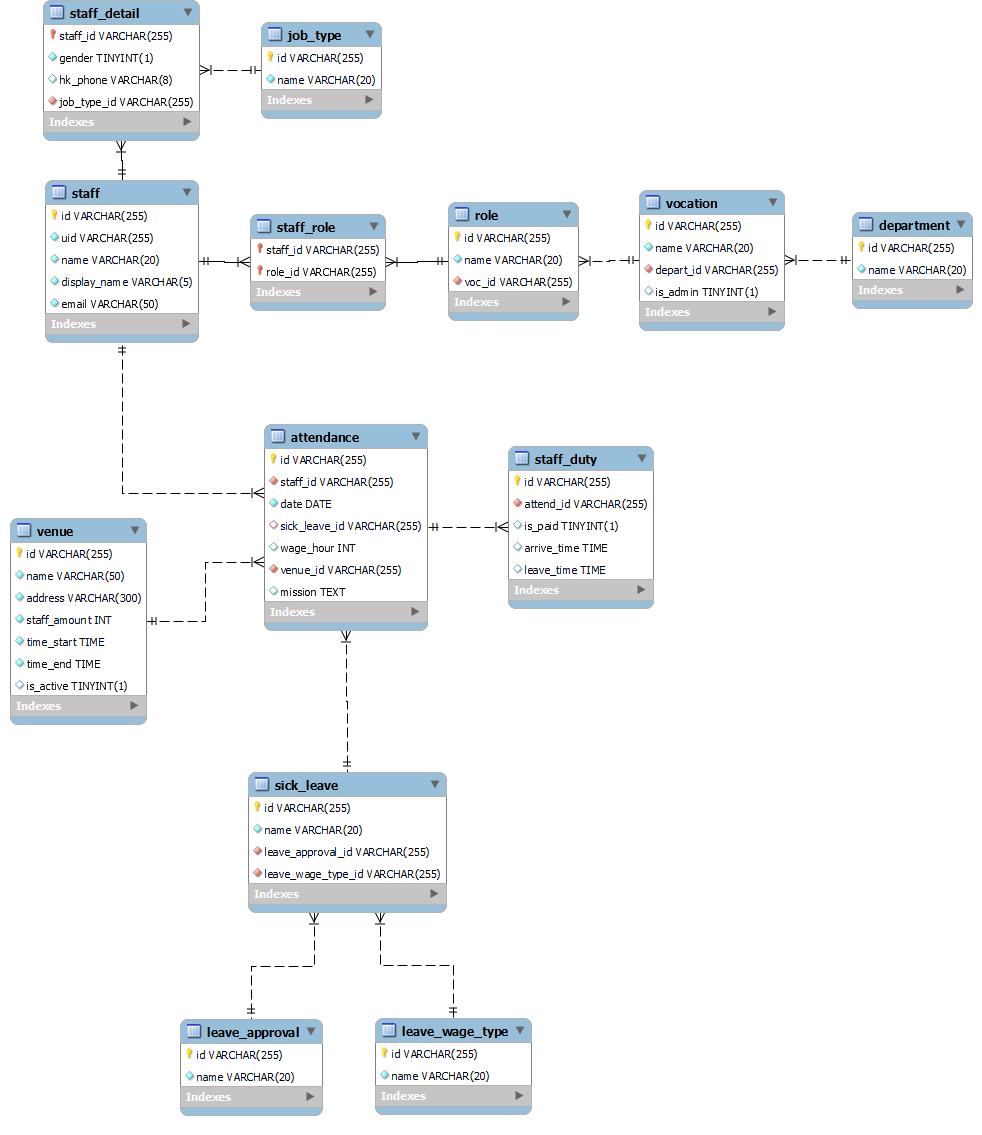 staff_detail
staff_id VARCHAR(255)
gender TINYINT(1)
hk_phone VARCHAR(8)
job_type_id VARCHAR(255)
Indexes
job_type
id VARCHAR(255)
name VARCHAR(20)
Indexes
staff
id VARCHAR(255)
uid VARCHAR(255)
name VARCHAR(20)
display_name VARCHAR(5)
email VARCHAR(50)
Indexes
staff_role
staff_id VARCHAR(255)
role_id VARCHAR(255)
Indexes
role
id VARCHAR(255)
name VARCHAR(20)
voc_id VARCHAR(255)
Indexes
vocation
id VARCHAR(255)
name VARCHAR(20)
depart_id VARCHAR(255)
is_admin TINYINT(1)
Indexes
department
id VARCHAR(255)
name VARCHAR(20)
Indexes
attendance
id VARCHAR(255)
staff_id VARCHAR(255)
date DATE
sick_leave_id VARCHAR(255)
wage_hour INT
venue_id VARCHAR(255)
mission TEXT
Indexes
staff_duty
id VARCHAR(255)
attend_id VARCHAR(255)
is_paid TINYINT(1)
arrive_time TIME
leave_time TIME
Indexes
venue
id VARCHAR(255)
name VARCHAR(50)
address VARCHAR(300)
staff_amount INT
time_start TIME
time_end TIME
is_active TINYINT(1)
Indexes
sick_leave
id VARCHAR(255)
name VARCHAR(20)
leave_approval_id VARCHAR(255)
leave_wage_type_id VARCHAR(255)
Indexes
leave_approval
id VARCHAR(255)
name VARCHAR(20)
Indexes
leave_wage_type
id VARCHAR(255)
name VARCHAR(20)
Indexes